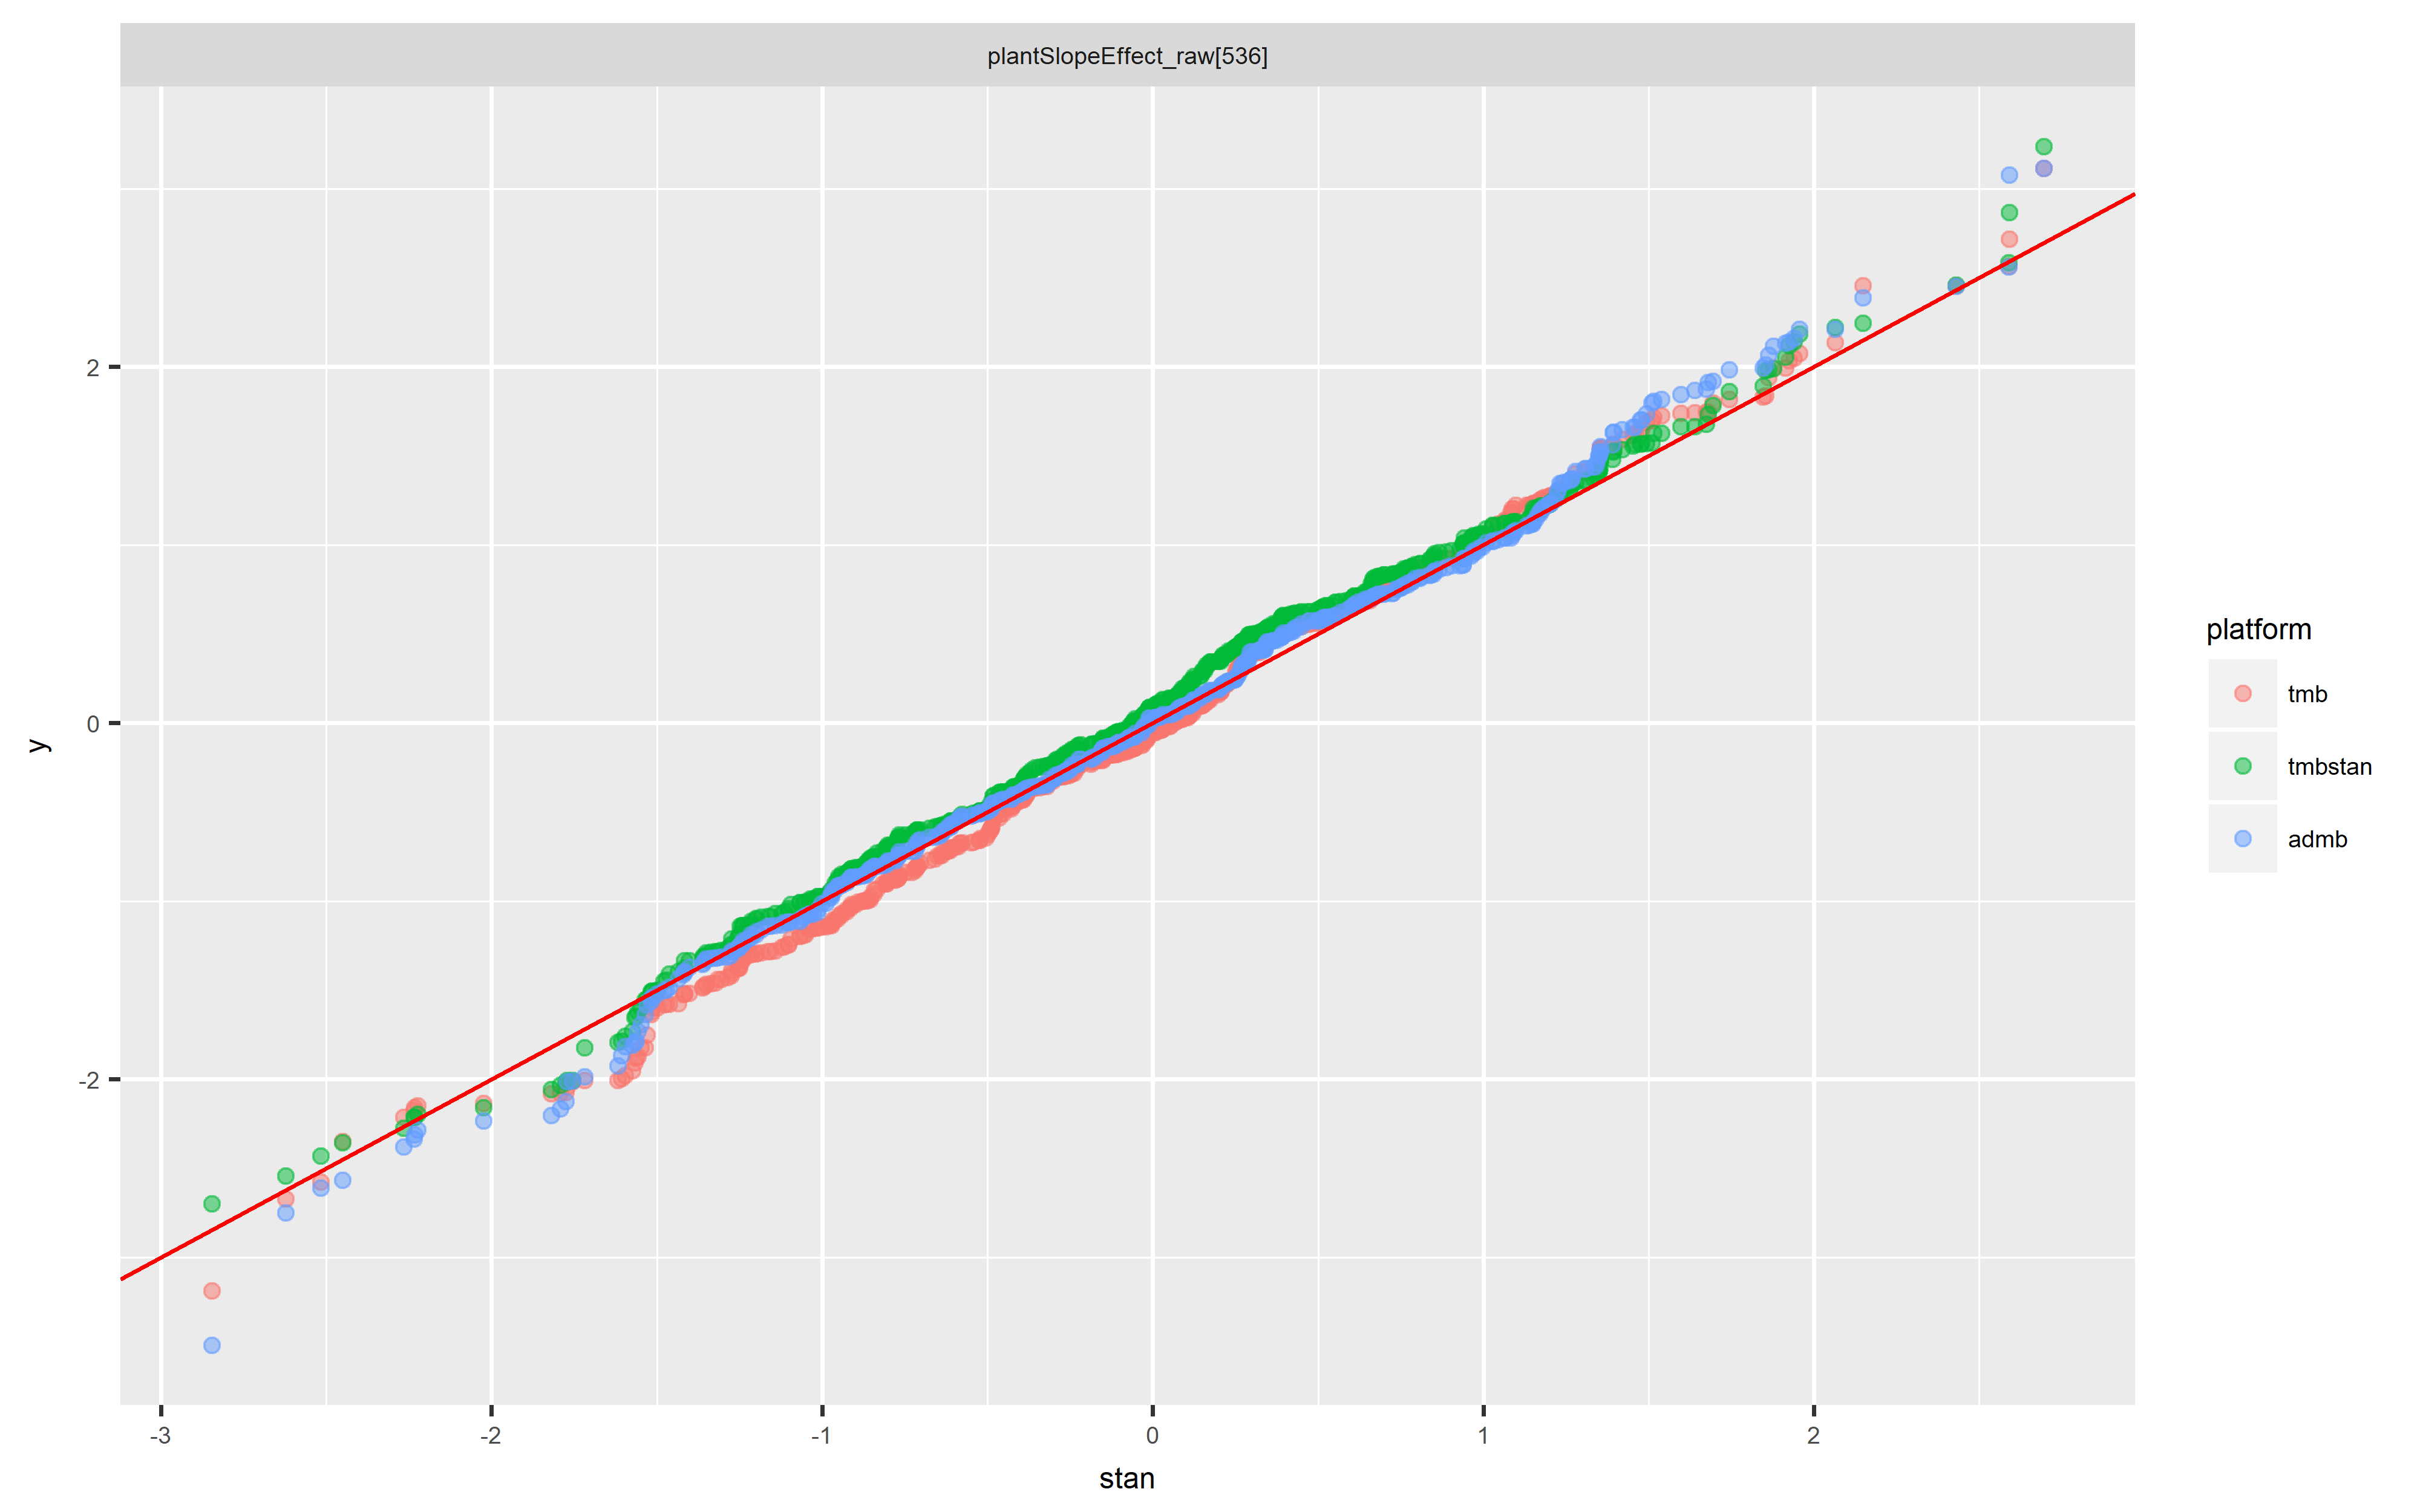 plantSlopeEffect_raw[536]
2
0
-2
y
-3
-2
-1
0
1
2
stan
platform
tmb
tmbstan
admb